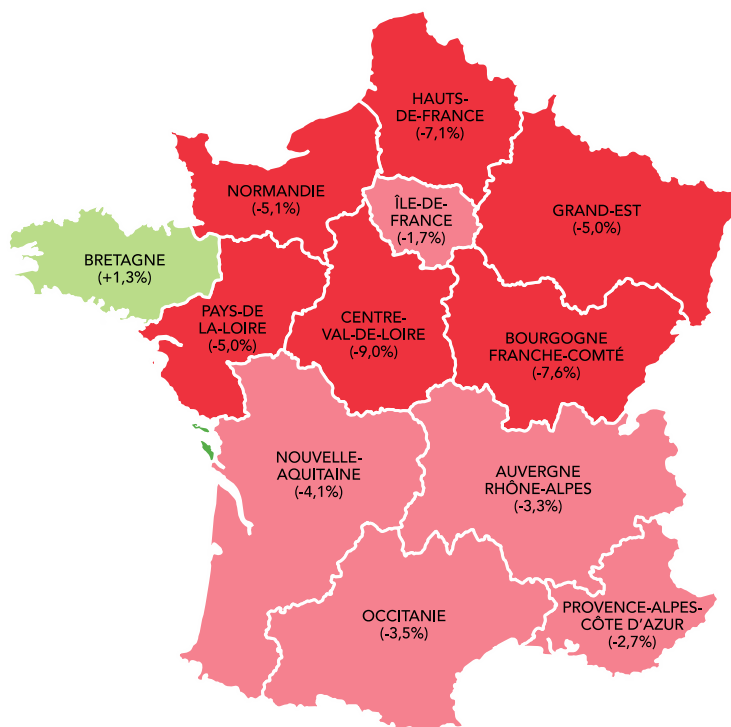 HAUTS-
DE-FRANCE
(-7,1%)
NORMANDIE
(-5,1%)
ÎLE-DE-
FRANCE
(-1,7%)
GRAND-EST
(-5,0%)
BRETAGNE
(+1,3%)
PAYS-DE
LA-LOIRE
(-5,0%)
CENTRE-
VAL-DE-LOIRE
(-9,0%)
BOURGOGNE
FRANCHE-COMTÉ
(-7,6%)
NOUVELLE-
AQUITAINE
(-4,1%)
AUVERGNE
RHÔNE-ALPES
(-3,3%)
OCCITANIE
(-3,5%)
PROVENCE-ALPES-
CÔTE D'AZUR
(-2,7%)